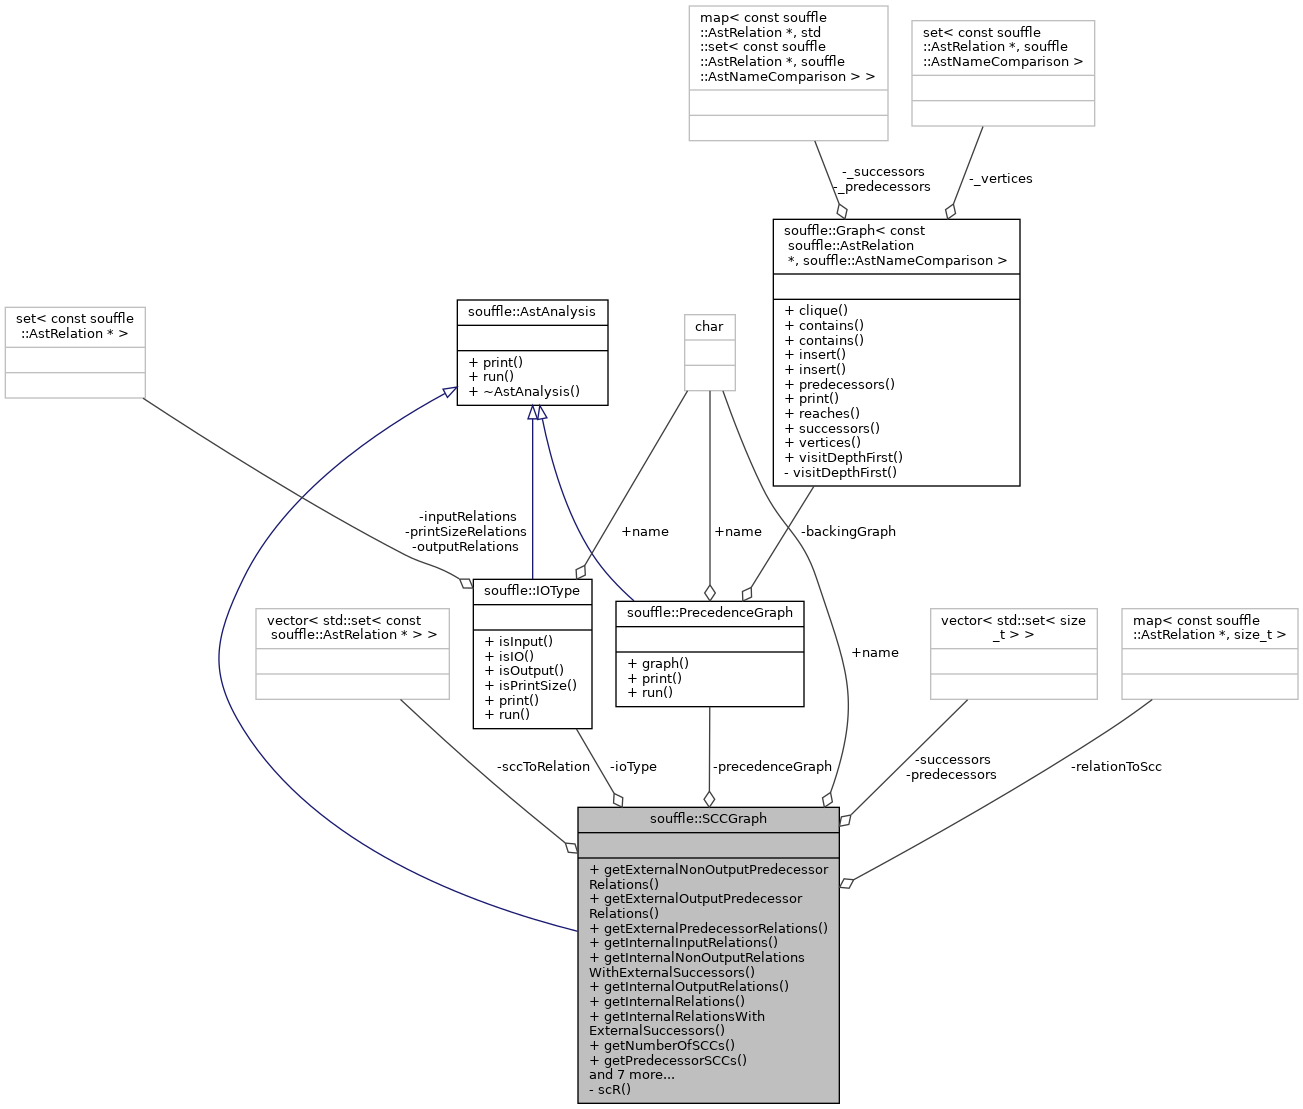 map< const souffle
::AstRelation *, std
::set< const souffle
::AstRelation *, souffle
::AstNameComparison > >
set< const souffle
::AstRelation *, souffle
::AstNameComparison >
-_successors
-_predecessors
-_vertices
souffle::Graph< const
souffle::AstRelation
*, souffle::AstNameComparison >
+ clique()
+ contains()
+ contains()
+ insert()
+ insert()
+ predecessors()
+ print()
+ reaches()
+ successors()
+ vertices()
+ visitDepthFirst()
- visitDepthFirst()
set< const souffle
::AstRelation * >
souffle::AstAnalysis
+ print()
+ run()
+ ~AstAnalysis()
char
-inputRelations
-printSizeRelations
-outputRelations
+name
+name
-backingGraph
souffle::IOType
+ isInput()
+ isIO()
+ isOutput()
+ isPrintSize()
+ print()
+ run()
souffle::PrecedenceGraph
+ graph()
+ print()
+ run()
vector< std::set< const
souffle::AstRelation * > >
+name
vector< std::set< size
_t > >
map< const souffle
::AstRelation *, size_t >
-sccToRelation
-ioType
-precedenceGraph
-successors
-predecessors
-relationToScc
souffle::SCCGraph
+ getExternalNonOutputPredecessor
Relations()
+ getExternalOutputPredecessor
Relations()
+ getExternalPredecessorRelations()
+ getInternalInputRelations()
+ getInternalNonOutputRelations
WithExternalSuccessors()
+ getInternalOutputRelations()
+ getInternalRelations()
+ getInternalRelationsWith
ExternalSuccessors()
+ getNumberOfSCCs()
+ getPredecessorSCCs()
and 7 more...
- scR()